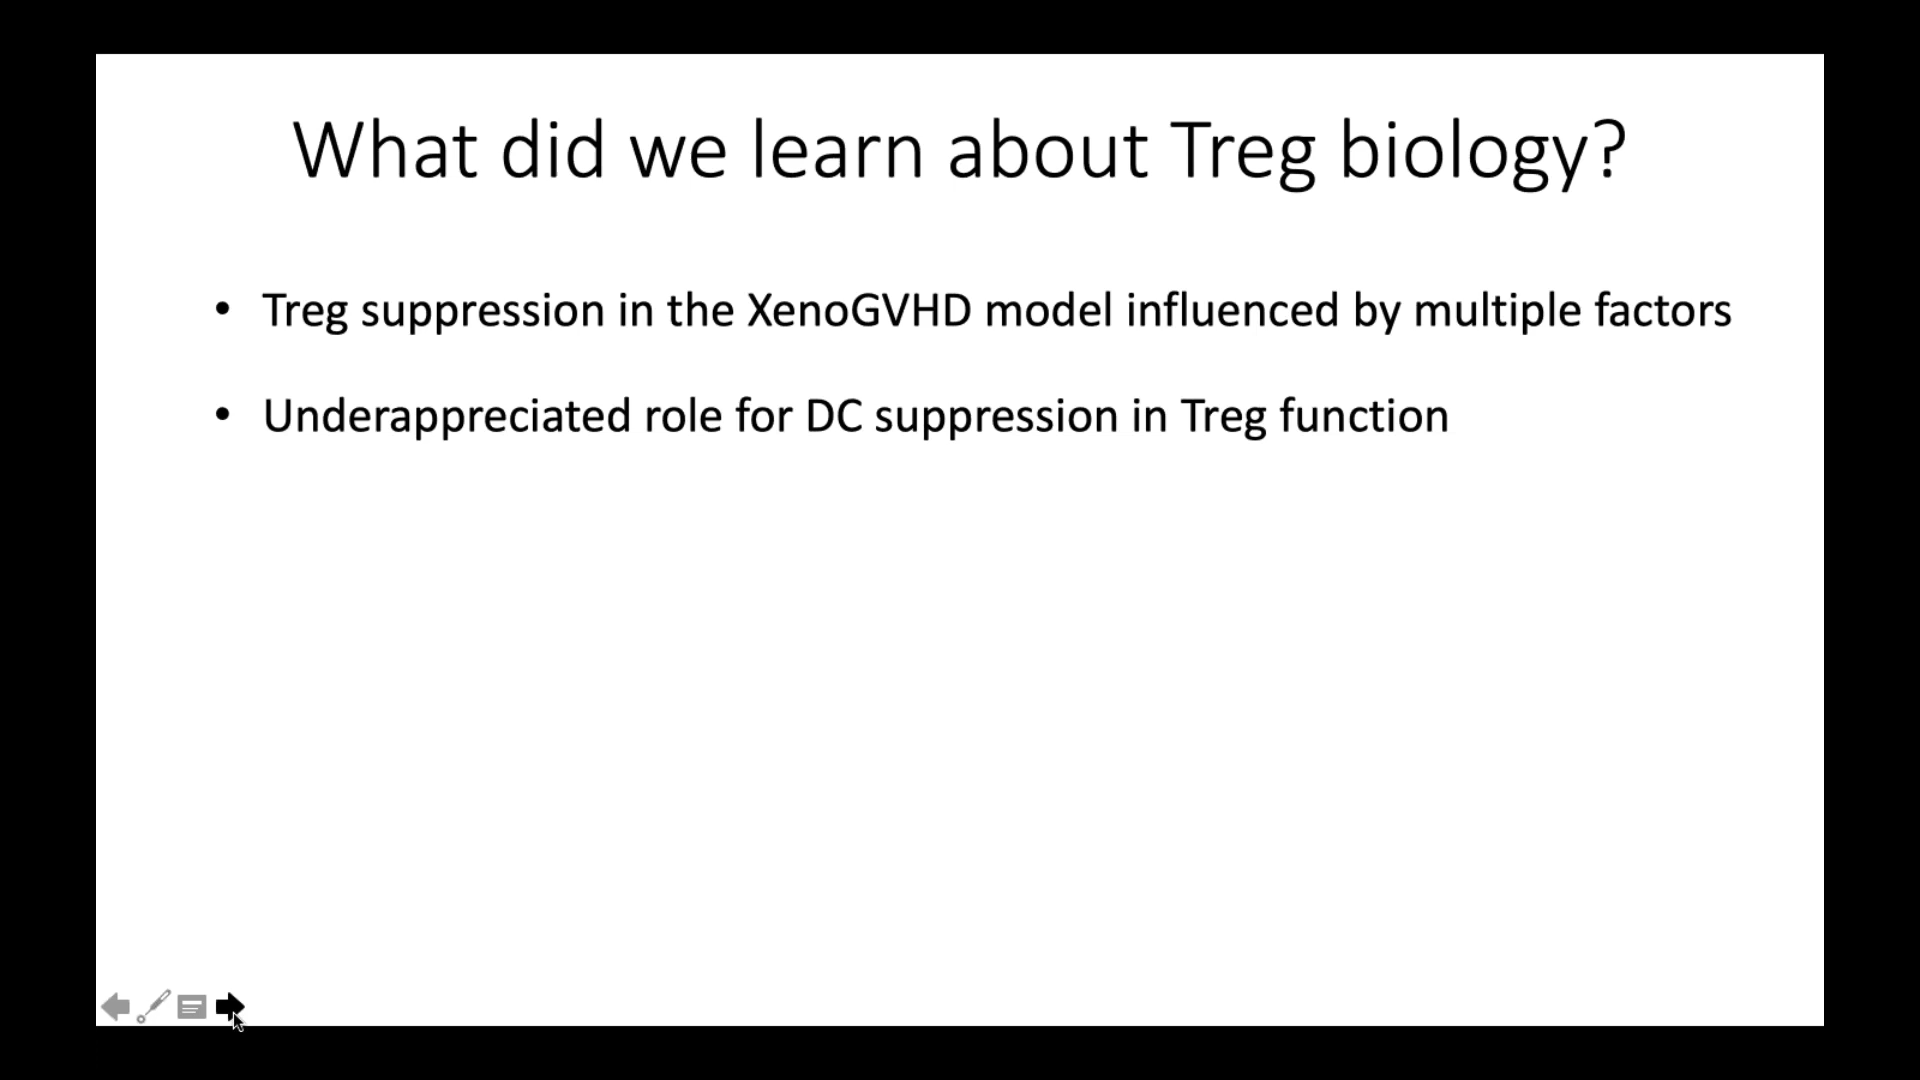 What did we learn about Treg biology?
• Treg suppression in the XenoGVHD model influenced by multiple factors
• Underappreciated role for DC suppression in Treg function